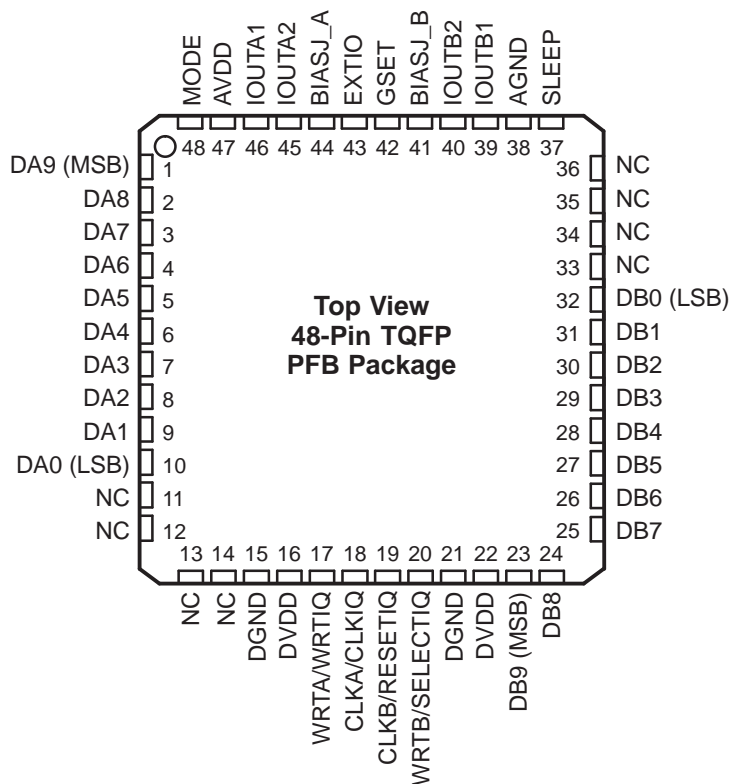 MODE
AVDD
IOUTA1
IOUTA2
BIASJ_A
EXTIO
GSET
BIASJ_B
IOUTB2
IOUTB1
AGND
SLEEP
48 47 46 45 44 43 42 41 40 39 38 37
DA9 (MSB) 1
DA8 2
DA7 3
DA6 4
DA5 5
DA4 6
DA3 7
DA2 8
DA1 9
DA0 (LSB) 10
NC 11
NC 12
Top View
48-Pin TQFP
PFB Package
36 NC
35 NC
34 NC
33 NC
32 DB0 (LSB)
31 DB1
30 DB2
29 DB3
28 DB4
27 DB5
26 DB6
25 DB7
13 14 15 16 17 18 19 20 21 22 23 24
NC
NC
DGND
DVDD
WRTA/WRTIQ
CLKA/CLKIQ
CLKB/RESETIQ
WRTB/SELECTIQ
DGND
DVDD
DB9 (MSB)
DB8